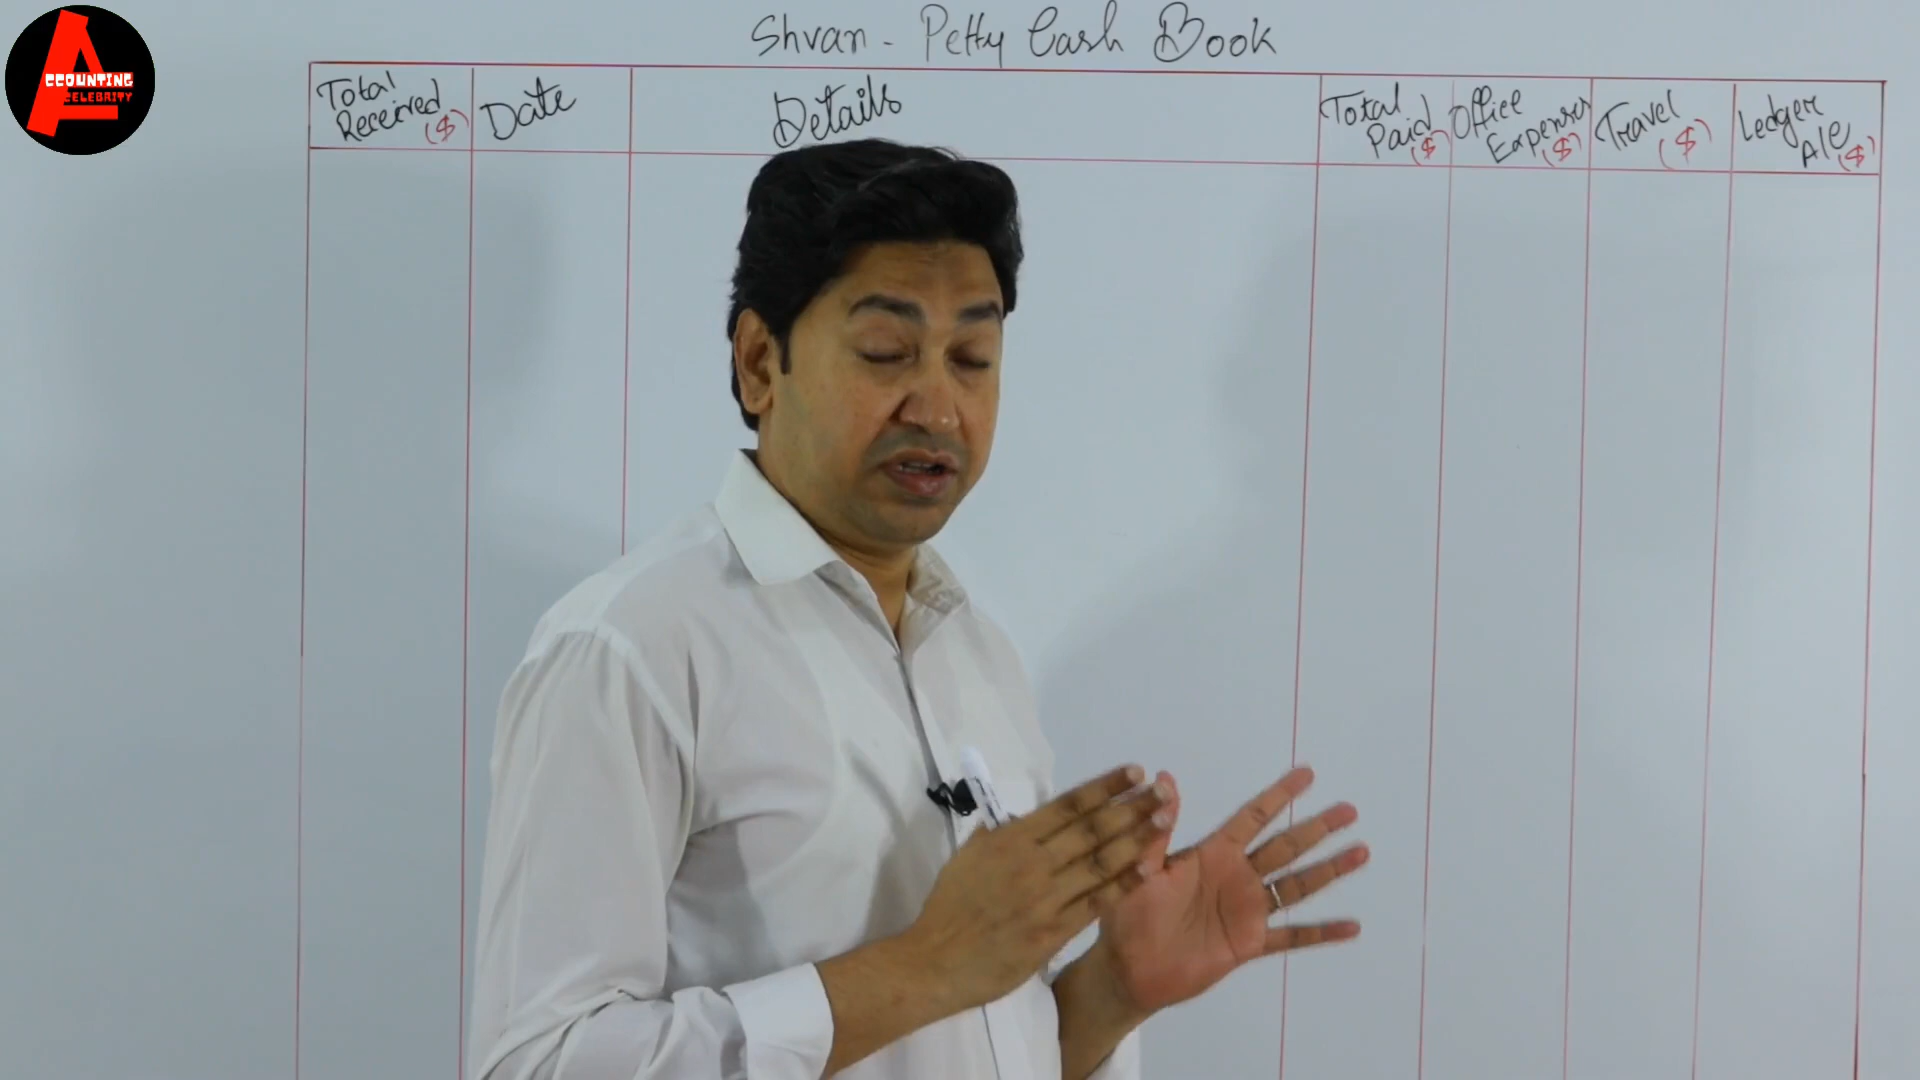 ACCOUNTING
CELEBRITY
Shvan - Petty Cash Book
Total
Received
($)
Date
Details
Total
Paid
($)
Office
Expenses
($)
Travel
($)
Ledger
A/c
($)